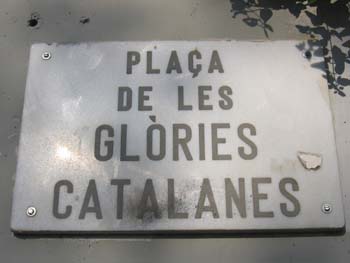 PLAÇA
DE LES
GLÒRIES
CATALANES